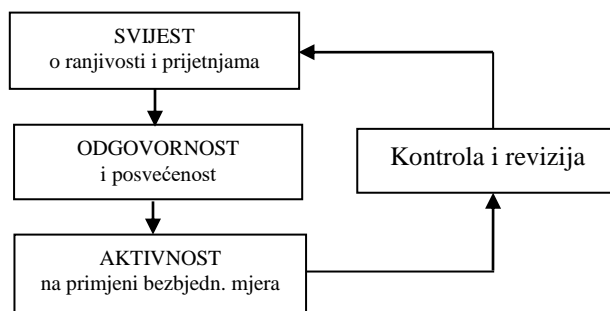 SVIJEST
o ranjivosti i prijetnjama
ODGOVORNOST
i posvećenost
Kontrola i revizija
AKTIVNOST
na primjeni bezbjedn. mjera